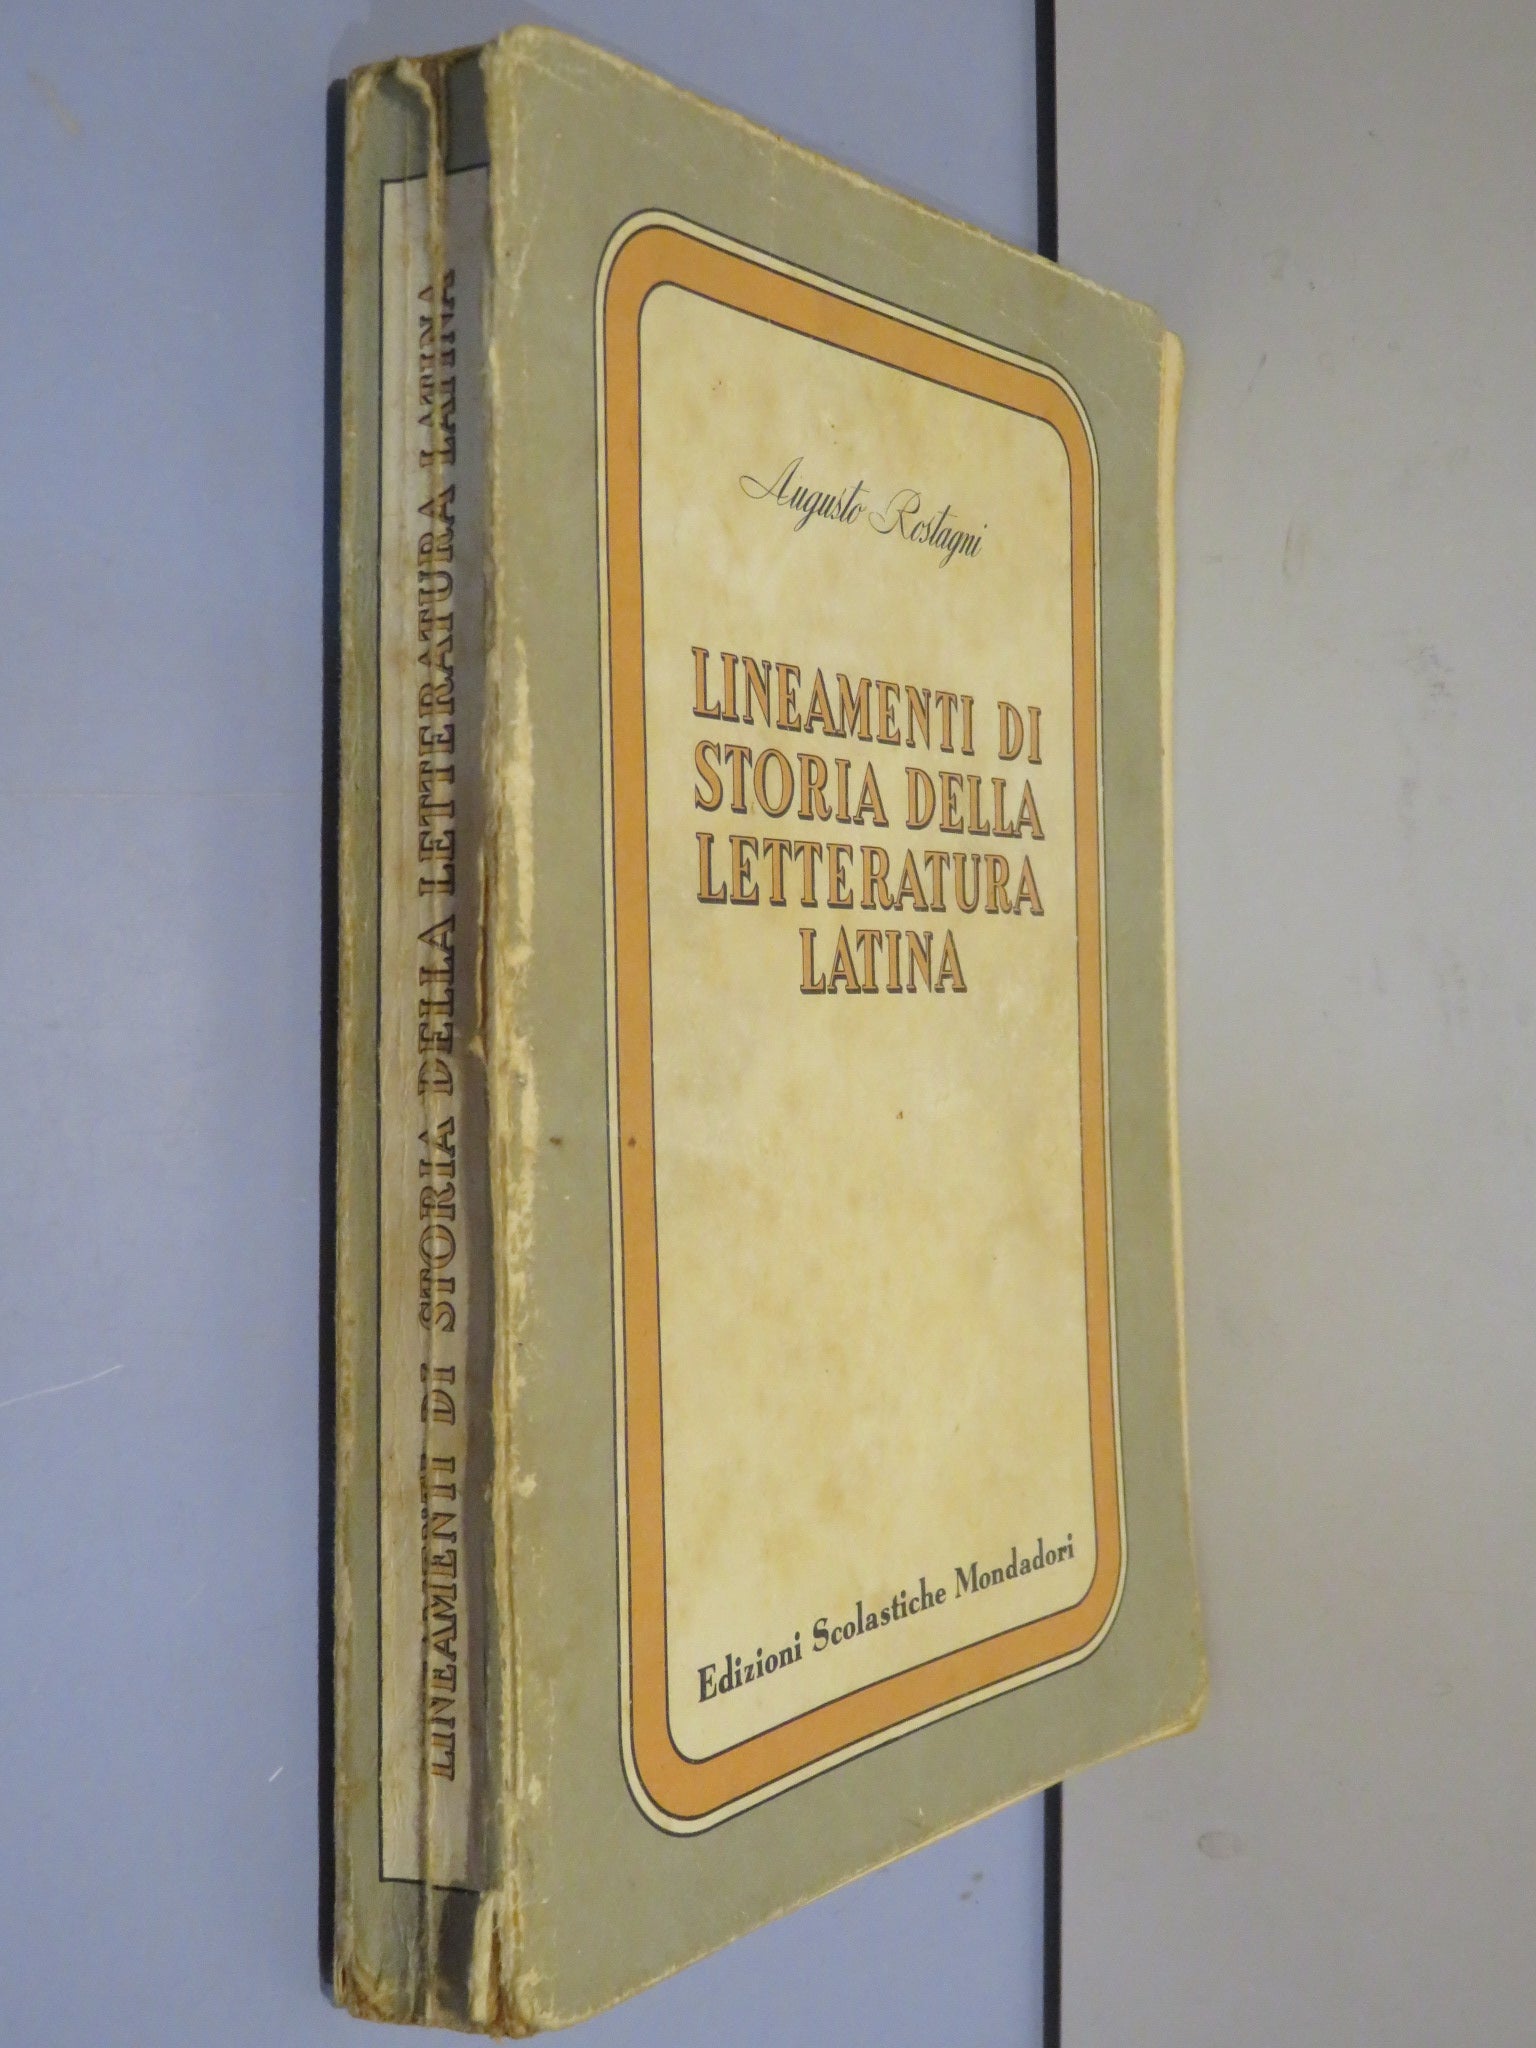 Augusto Rostagni
LINEAMENTI DI
STORIA DELLA
LETTERATURA
LATINA
Edizioni Scolastiche Mondadori
LINEAMENTI DI STORIA DELLA LETTERATURA LATINA